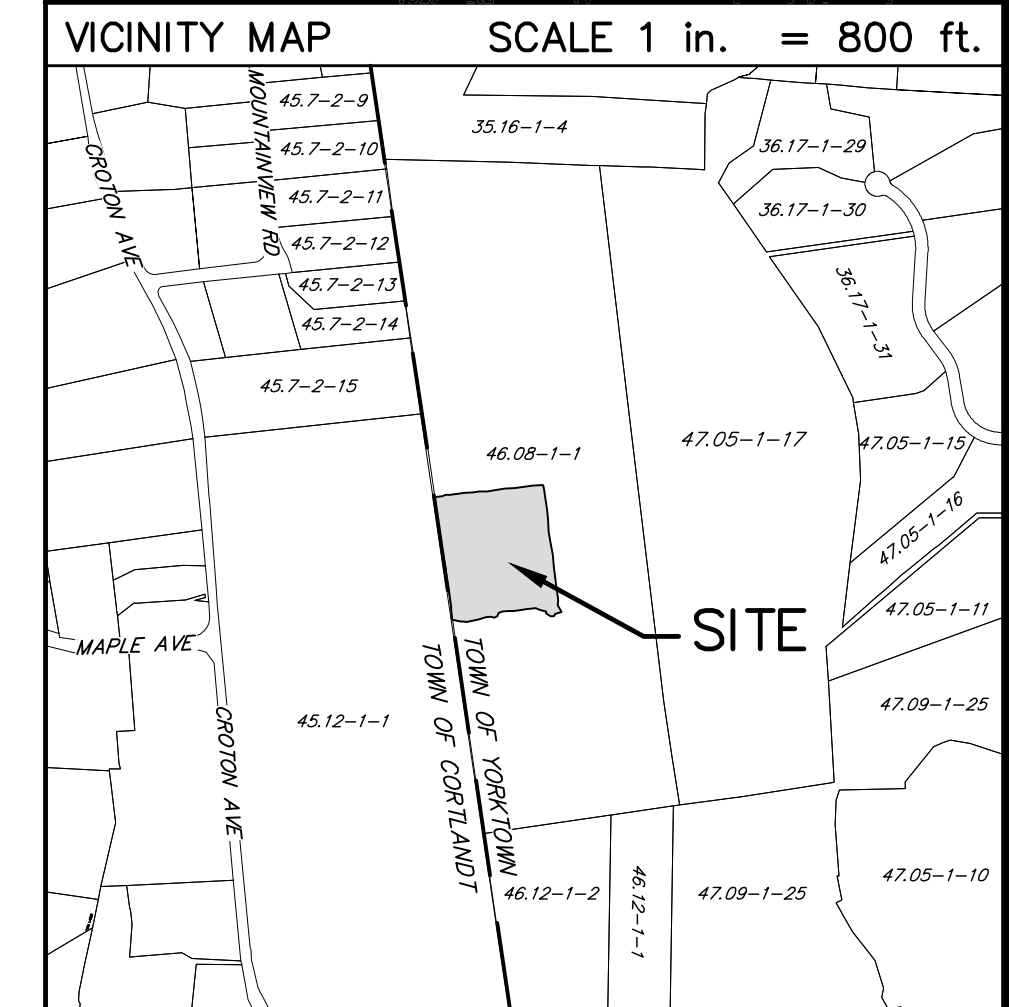 VICINITY MAP
SCALE 1 in. = 800 ft.
MOUNTAINVIEW RD
45.7-2-9
35.16-1-4
CROTON AVE
45.7-2-10
36.17-1-29
45.7-2-11
36.17-1-30
45.7-2-12
45.7-2-13
36.17-1-31
45.7-2-14
45.7-2-15
46.08-1-1
47.05-1-17
47.05-1-15
47.05-1-16
47.05-1-11
SITE
MAPLE AVE
TOWN OF YORKTOWN
TOWN OF CORTLANDT
45.12-1-1
CROTON AVE
47.09-1-25
46.12-1-2
46.12-1-1
47.09-1-25
47.05-1-10